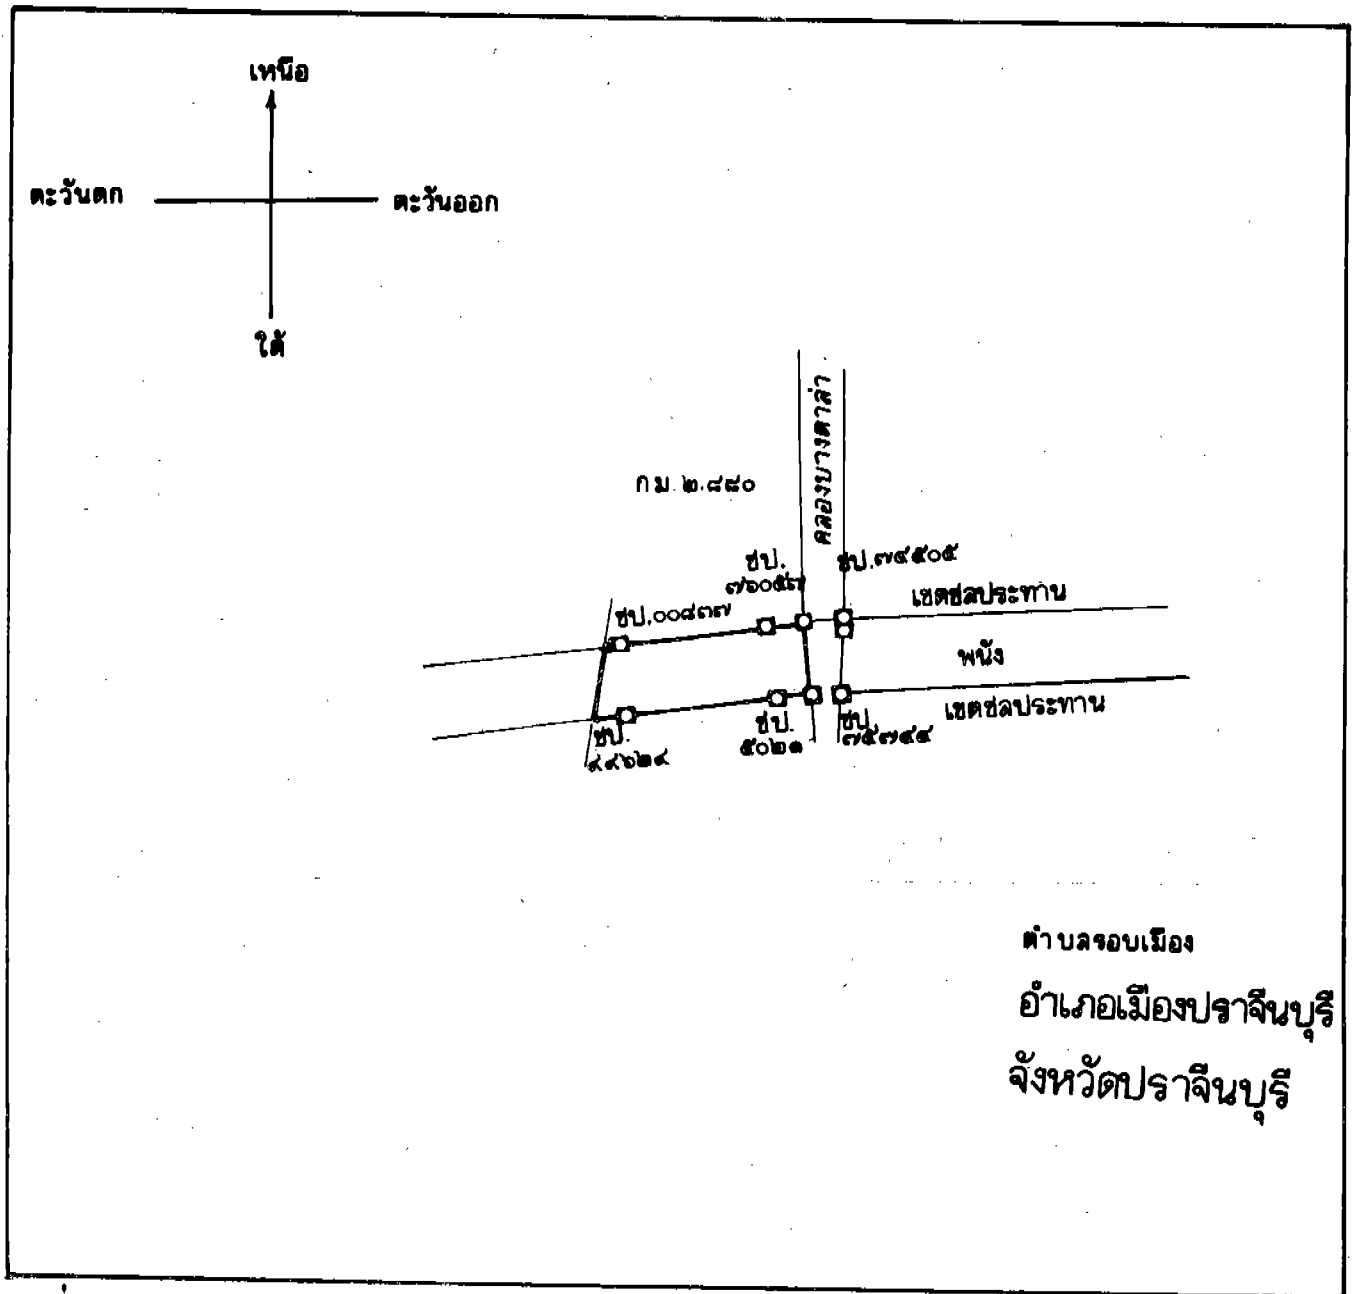 เหนือ
ตะวันตก
ตะวันออก
ใต้
คลองบางตาล่ำ
กม. ๒.๘๘๐
ชป.
ชป.๗๔๕๐๕
ชป.๐๐๘๓๗
เขตชลประทาน
พนัง
เขตชลประทาน
ชป.
ชป.
ชป.
๕๐๒๑
ตำบลรอบเมือง
อำเภอเมืองปราจีนบุรี
จังหวัดปราจีนบุรี